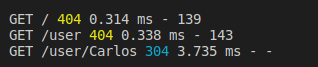 GET / 404 0.314 ms - 139
GET /user 404 0.338 ms - 143
GET /user/Carlos 304 3.735 ms - -